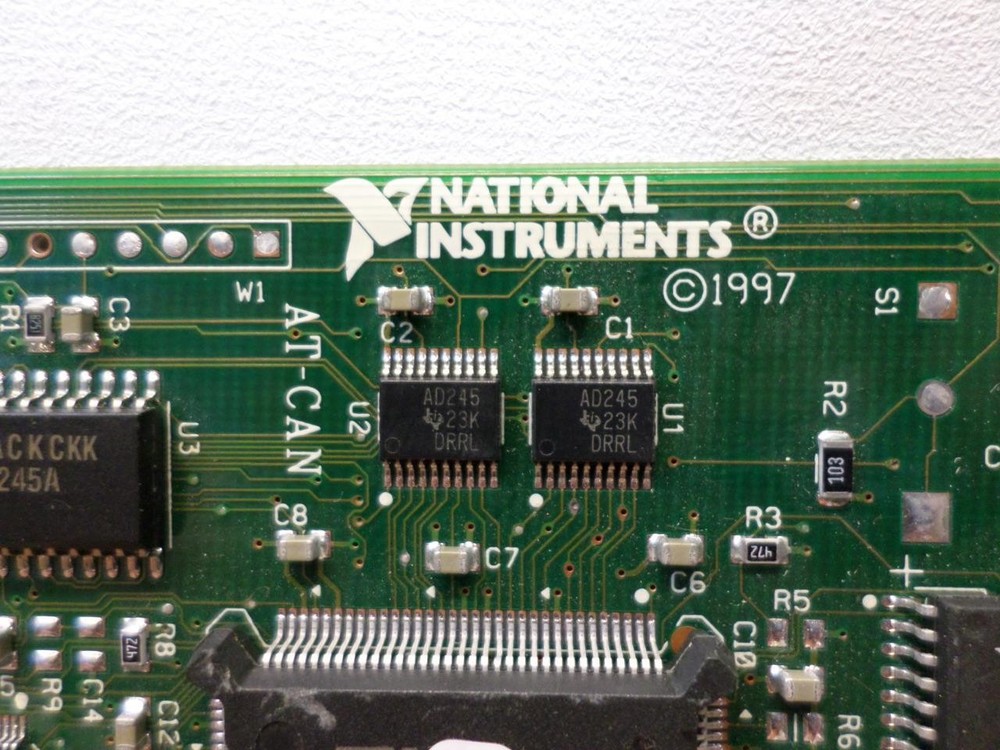 NATIONAL
INSTRUMENTS®
©1997
W1
S1
R1
C3
C2
C1
AT-CAN
U3
ACKCKK
245A
U2
AD245
23K
DRRL
AD245
23K
DRRL
U1
R2
103
C8
C7
C6
R3
472
+
R5
R8
472
C10
5
R9
C14
C12
R6